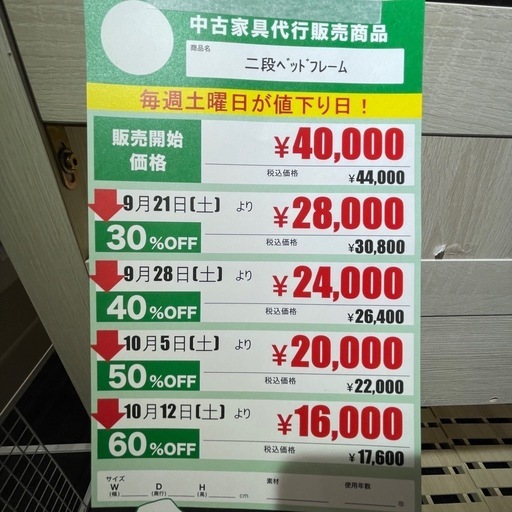 中古家具代行販売商品
商品名
二段ベッドフレーム
毎週土曜日が値下り日！
販売開始
価格
¥40,000
税込価格
¥44,000
9月21日(土) より
30%OFF
¥28,000
税込価格
¥30,800
9月28日(土) より
40%OFF
¥24,000
税込価格
¥26,400
10月5日(土) より
50%OFF
¥20,000
税込価格
¥22,000
10月12日(土) より
60%OFF
¥16,000
税込価格
¥17,600
サイズ
W D H
(幅) (奥行) (高) cm
素材
使用年数